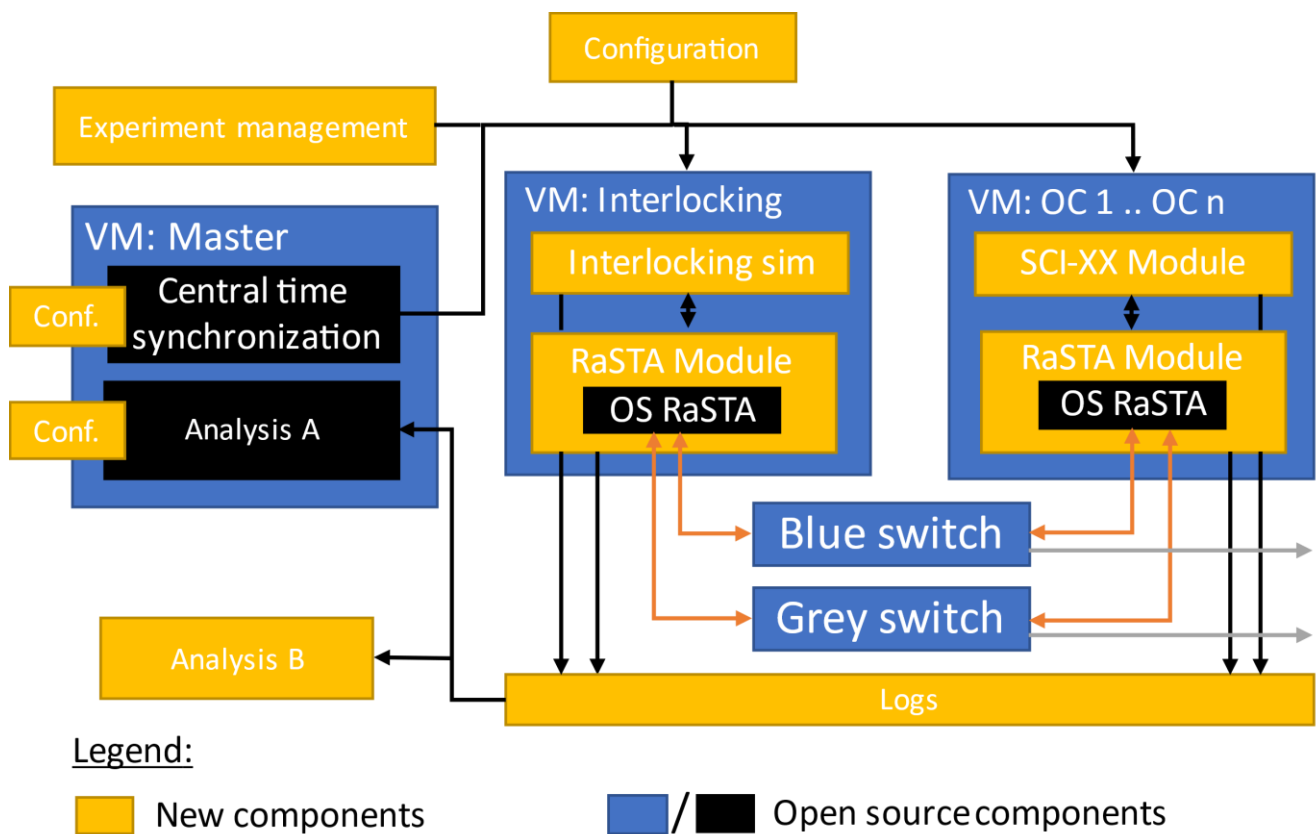 Configuration
Experiment management
VM: Master
Conf.
Central time
synchronization
Conf.
Analysis A
VM: Interlocking
Interlocking sim
RaSTA Module
OS RaSTA
VM: OC 1 .. OC n
SCI-XX Module
RaSTA Module
OS RaSTA
Blue switch
Grey switch
Analysis B
Logs
Legend:
New components
/
Open source components